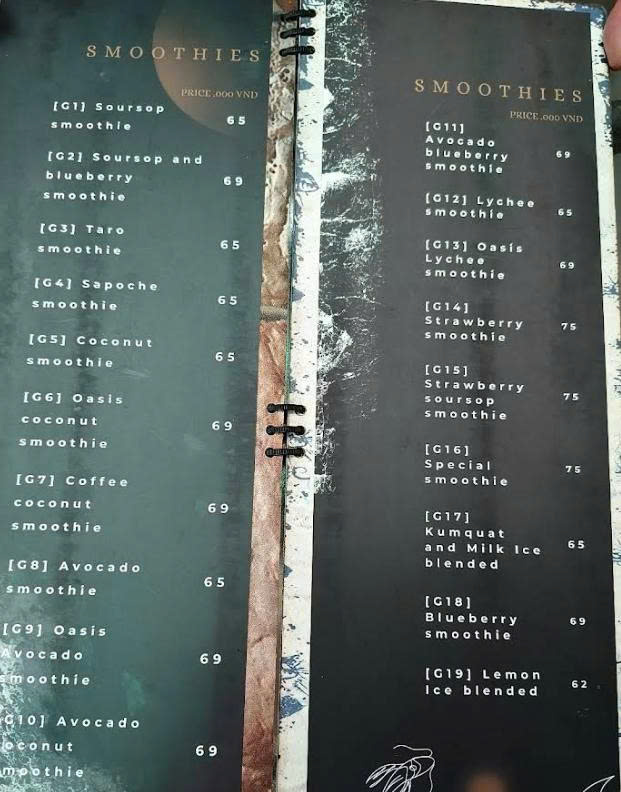 SMOOTHIES
PRICE .000 VND
[G1] Soursop
smoothie 65
[G2] Soursop and
blueberry 69
smoothie
[G3] Taro
smoothie 65
[G4] Sapoche
smoothie 65
[G5] Coconut
smoothie 65
[G6] Oasis
coconut 69
smoothie
[G7] Coffee
coconut 69
smoothie
[G8] Avocado
smoothie 65
[G9] Oasis
Avocado 69
smoothie
G10] Avocado
oconut 69
moothie
SMOOTHIES
PRICE .000 VND
[G11]
Avocado
blueberry 69
smoothie
[G12] Lychee
smoothie 65
[G13] Oasis
Lychee 69
smoothie
[G14]
Strawberry 75
smoothie
[G15]
Strawberry
soursop 75
smoothie
[G16]
Special 75
smoothie
[G17]
Kumquat
and Milk Ice 65
blended
[G18]
Blueberry 69
smoothie
[G19] Lemon
Ice blended 62